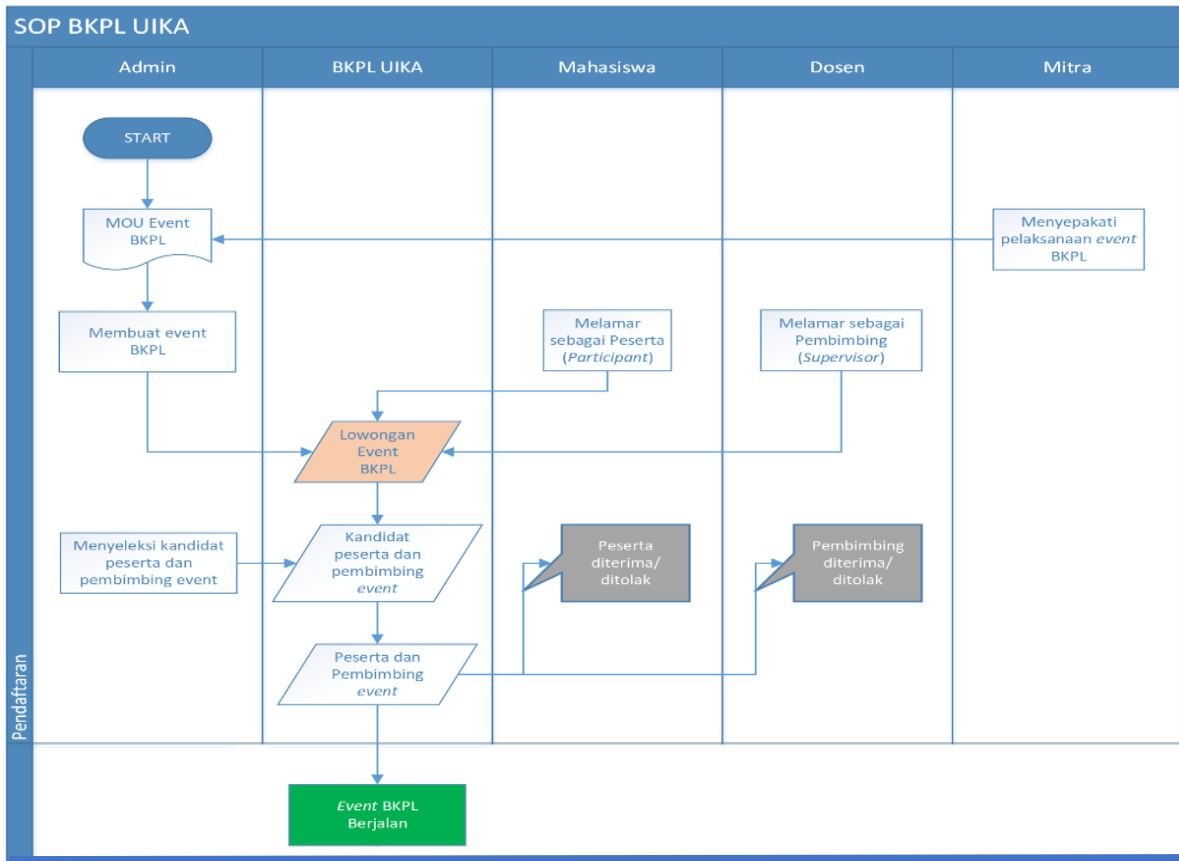 SOP BKPL UIKA
Admin
BKPL UIKA
Mahasiswa
Dosen
Mitra
START
MOU Event
BKPL
Menyepakati
pelaksanaan event
BKPL
Membuat event
BKPL
Melamar
sebagai Peserta
(Participant)
Melamar sebagai
Pembimbing
(Supervisor)
Lowongan
Event
BKPL
Menyeleksi kandidat
peserta dan
pembimbing event
Kandidat
peserta dan
pembimbing
event
Peserta
diterima/
ditolak
Pembimbing
diterima/
ditolak
Peserta dan
Pembimbing
event
Pendaftaran
Event BKPL
Berjalan